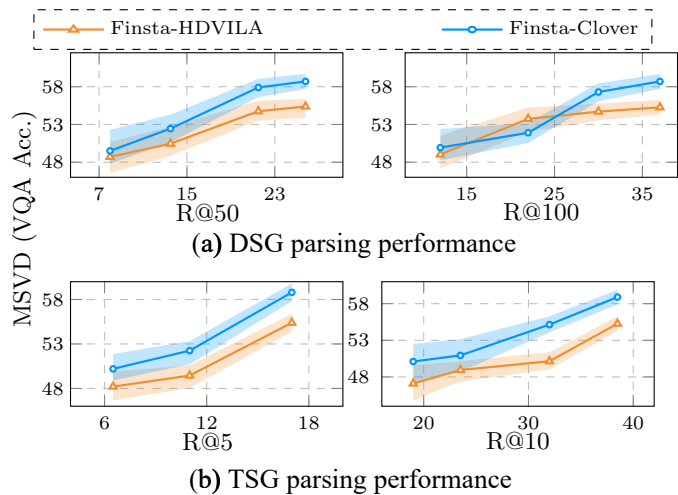 Finsta-HDVILA Finsta-Clover
MSVD (VQA Acc.)
58
53
48
7 15 23
R@50
58
53
48
15 25 35
R@100
(a) DSG parsing performance
58
53
48
6 12 18
R@5
58
53
48
20 30 40
R@10
(b) TSG parsing performance